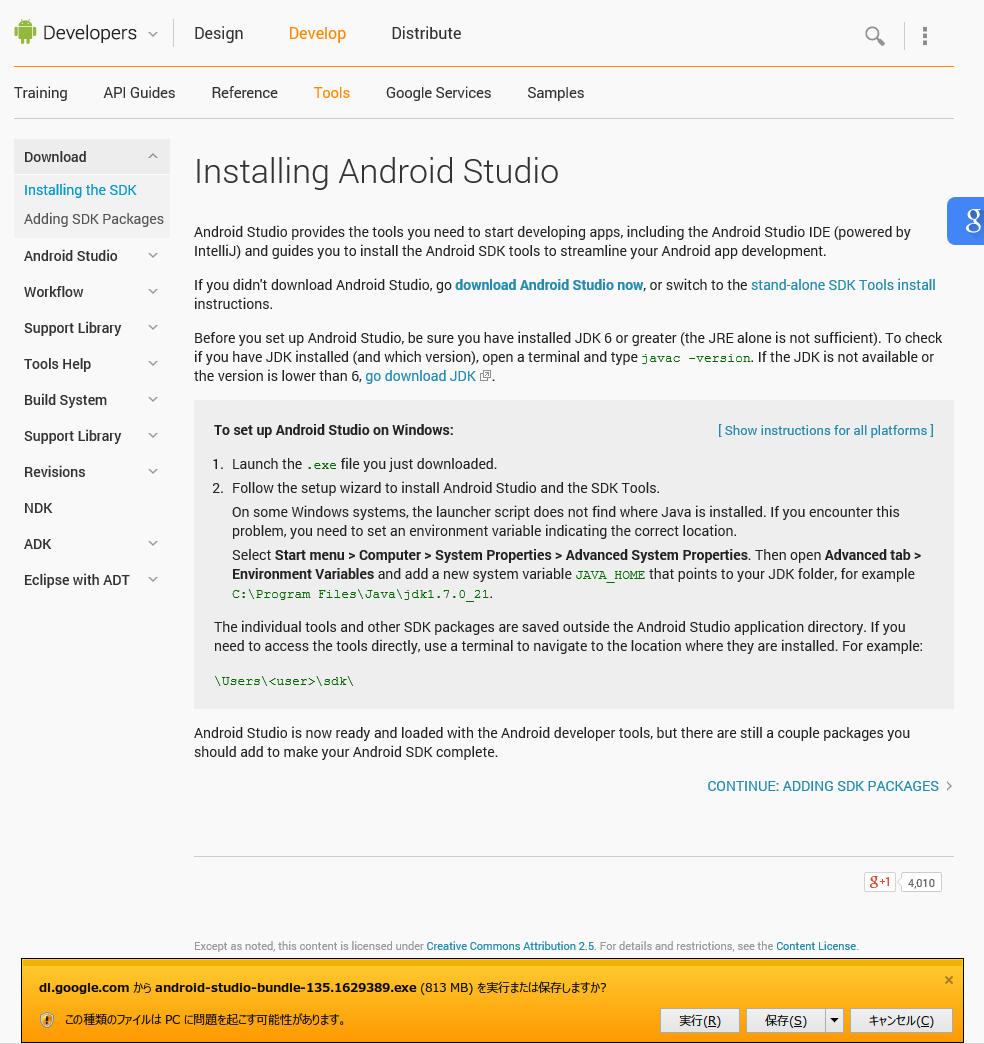 Developers Design Develop Distribute
Training API Guides Reference Tools Google Services Samples
Download
Installing the SDK
Adding SDK Packages
Android Studio
Workflow
Support Library
Tools Help
Build System
Support Library
Revisions
NDK
ADK
Eclipse with ADT
Installing Android Studio
Android Studio provides the tools you need to start developing apps, including the Android Studio IDE (powered by
IntelliJ) and guides you to install the Android SDK tools to streamline your Android app development.
If you didn't download Android Studio, go download Android Studio now, or switch to the stand-alone SDK Tools install
instructions.
Before you set up Android Studio, be sure you have installed JDK 6 or greater (the JRE alone is not sufficient). To check
if you have JDK installed (and which version), open a terminal and type javac -version. If the JDK is not available or
the version is lower than 6, go download JDK.
To set up Android Studio on Windows: [ Show instructions for all platforms ]
1. Launch the .exe file you just downloaded.
2. Follow the setup wizard to install Android Studio and the SDK Tools.
On some Windows systems, the launcher script does not find where Java is installed. If you encounter this
problem, you need to set an environment variable indicating the correct location.
Select Start menu > Computer > System Properties > Advanced System Properties. Then open Advanced tab >
Environment Variables and add a new system variable JAVA_HOME that points to your JDK folder, for example
C:\Program Files\Java\jdk1.7.0_21.
The individual tools and other SDK packages are saved outside the Android Studio application directory. If you
need to access the tools directly, use a terminal to navigate to the location where they are installed. For example:
\Users\<user>\sdk\
Android Studio is now ready and loaded with the Android developer tools, but there are still a couple packages you
should add to make your Android SDK complete.
CONTINUE: ADDING SDK PACKAGES
g
g+1 4,010
Except as noted, this content is licensed under Creative Commons Attribution 2.5. For details and restrictions, see the Content License.
dl.google.com から android-studio-bundle-135.1629389.exe (813 MB) を実行または保存しますか?
この種類のファイルは PC に問題を起こす可能性があります。
実行(R) 保存(S) キャンセル(C)